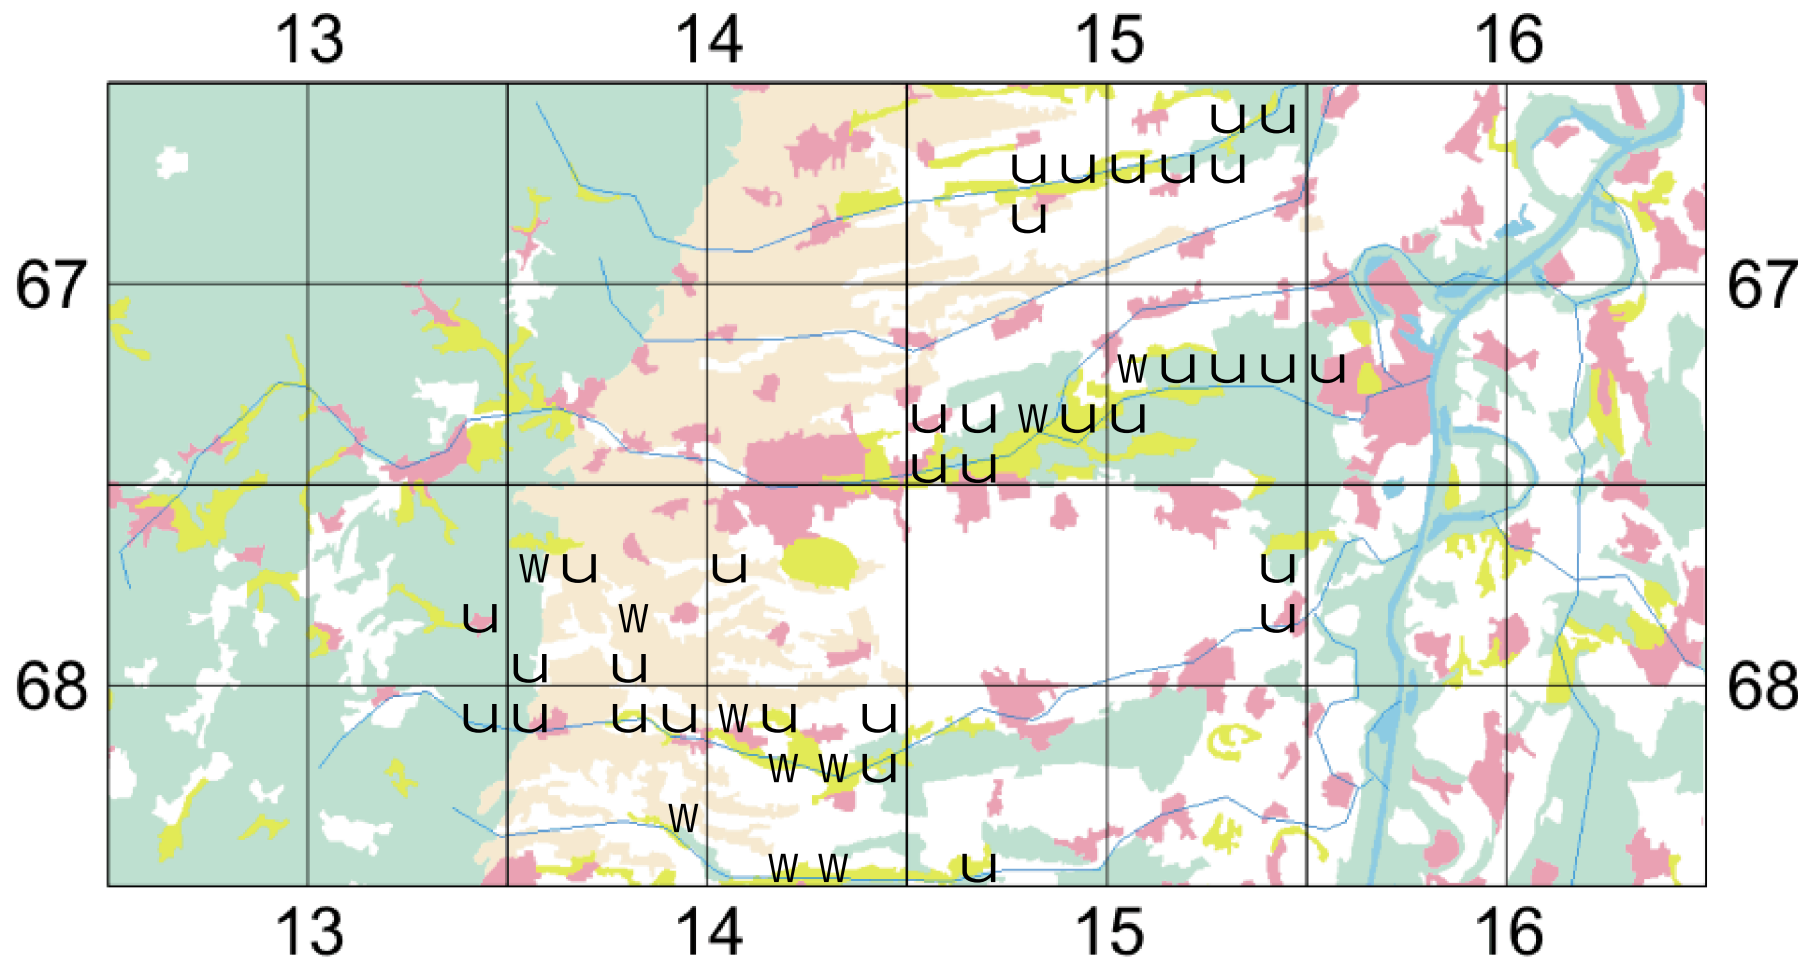 13 14 15 16
u u
u u u u u
u
67 67
w u u u u
u u w u u
u u
w u u u
u w u
u u
68 68
u u u u w u u
w w u
w
w w u
13 14 15 16